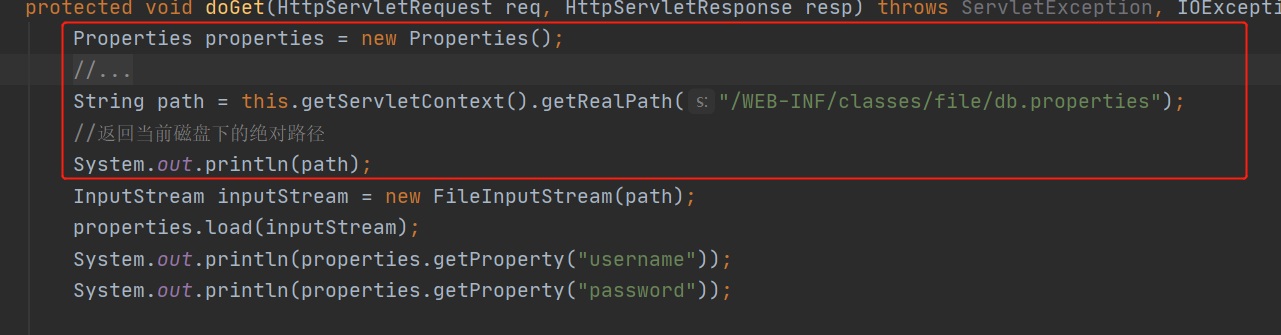 protected void doGet(HttpServletRequest req, HttpServletResponse resp) throws ServletException, IOExcepti
Properties properties = new Properties();
//...
String path = this.getServletContext().getRealPath( s: "/WEB-INF/classes/file/db.properties");
//返回当前磁盘下的绝对路径
System.out.println(path);
InputStream inputStream = new FileInputStream(path);
properties.load(inputStream);
System.out.println(properties.getProperty("username"));
System.out.println(properties.getProperty("password"));